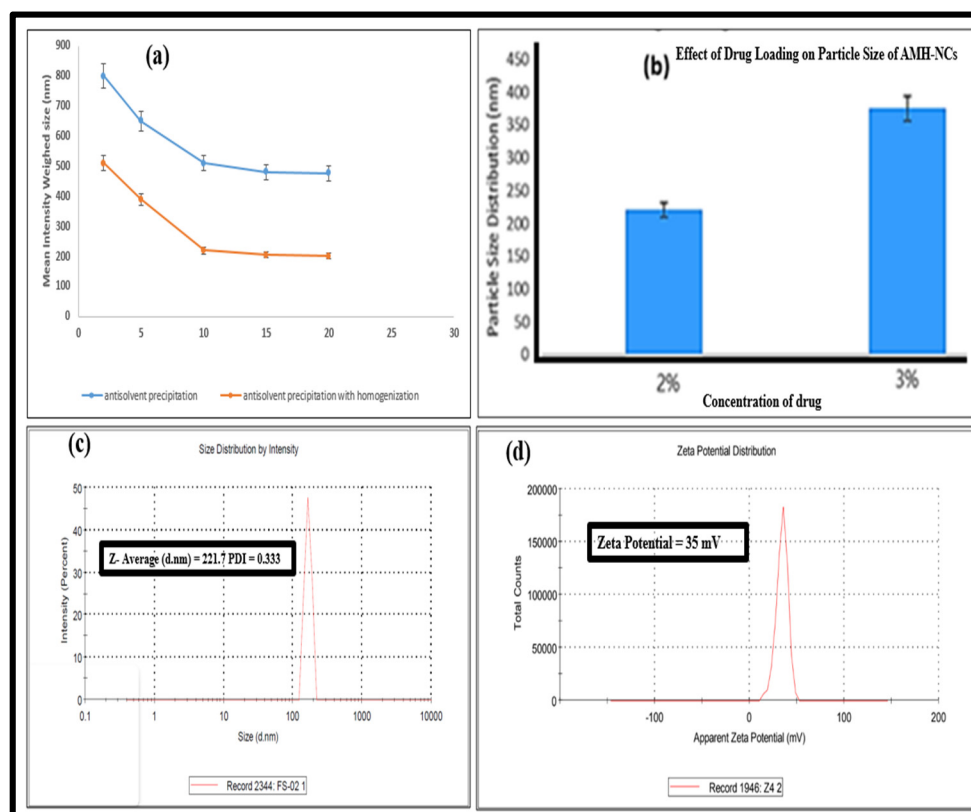 (a)
Mean Intensity Weighed size (nm)
900
800
700
600
500
400
300
200
100
0
0 5 10 15 20 25 30
antisolvent precipitation antisolvent precipitation with homogenization
Effect of Drug Loading on Particle Size of AMH-NCs
(b)
Particle Size Distribution (nm)
450
400
350
300
250
200
150
100
50
0
2% 3%
Concentration of drug
(c)
Size Distribution by Intensity
Intensity (Percent)
50
40
30
20
10
0
Z- Average (d.nm) = 221.7 PDI = 0.333
0.1 1 10 100 1000 10000
Size (d.nm)
Record 2344: FS-02 1
(d)
Zeta Potential Distribution
Total Counts
200000
150000
100000
50000
0
Zeta Potential = 35 mV
-100 0 100 200
Apparent Zeta Potential (mV)
Record 1946: Z4 2